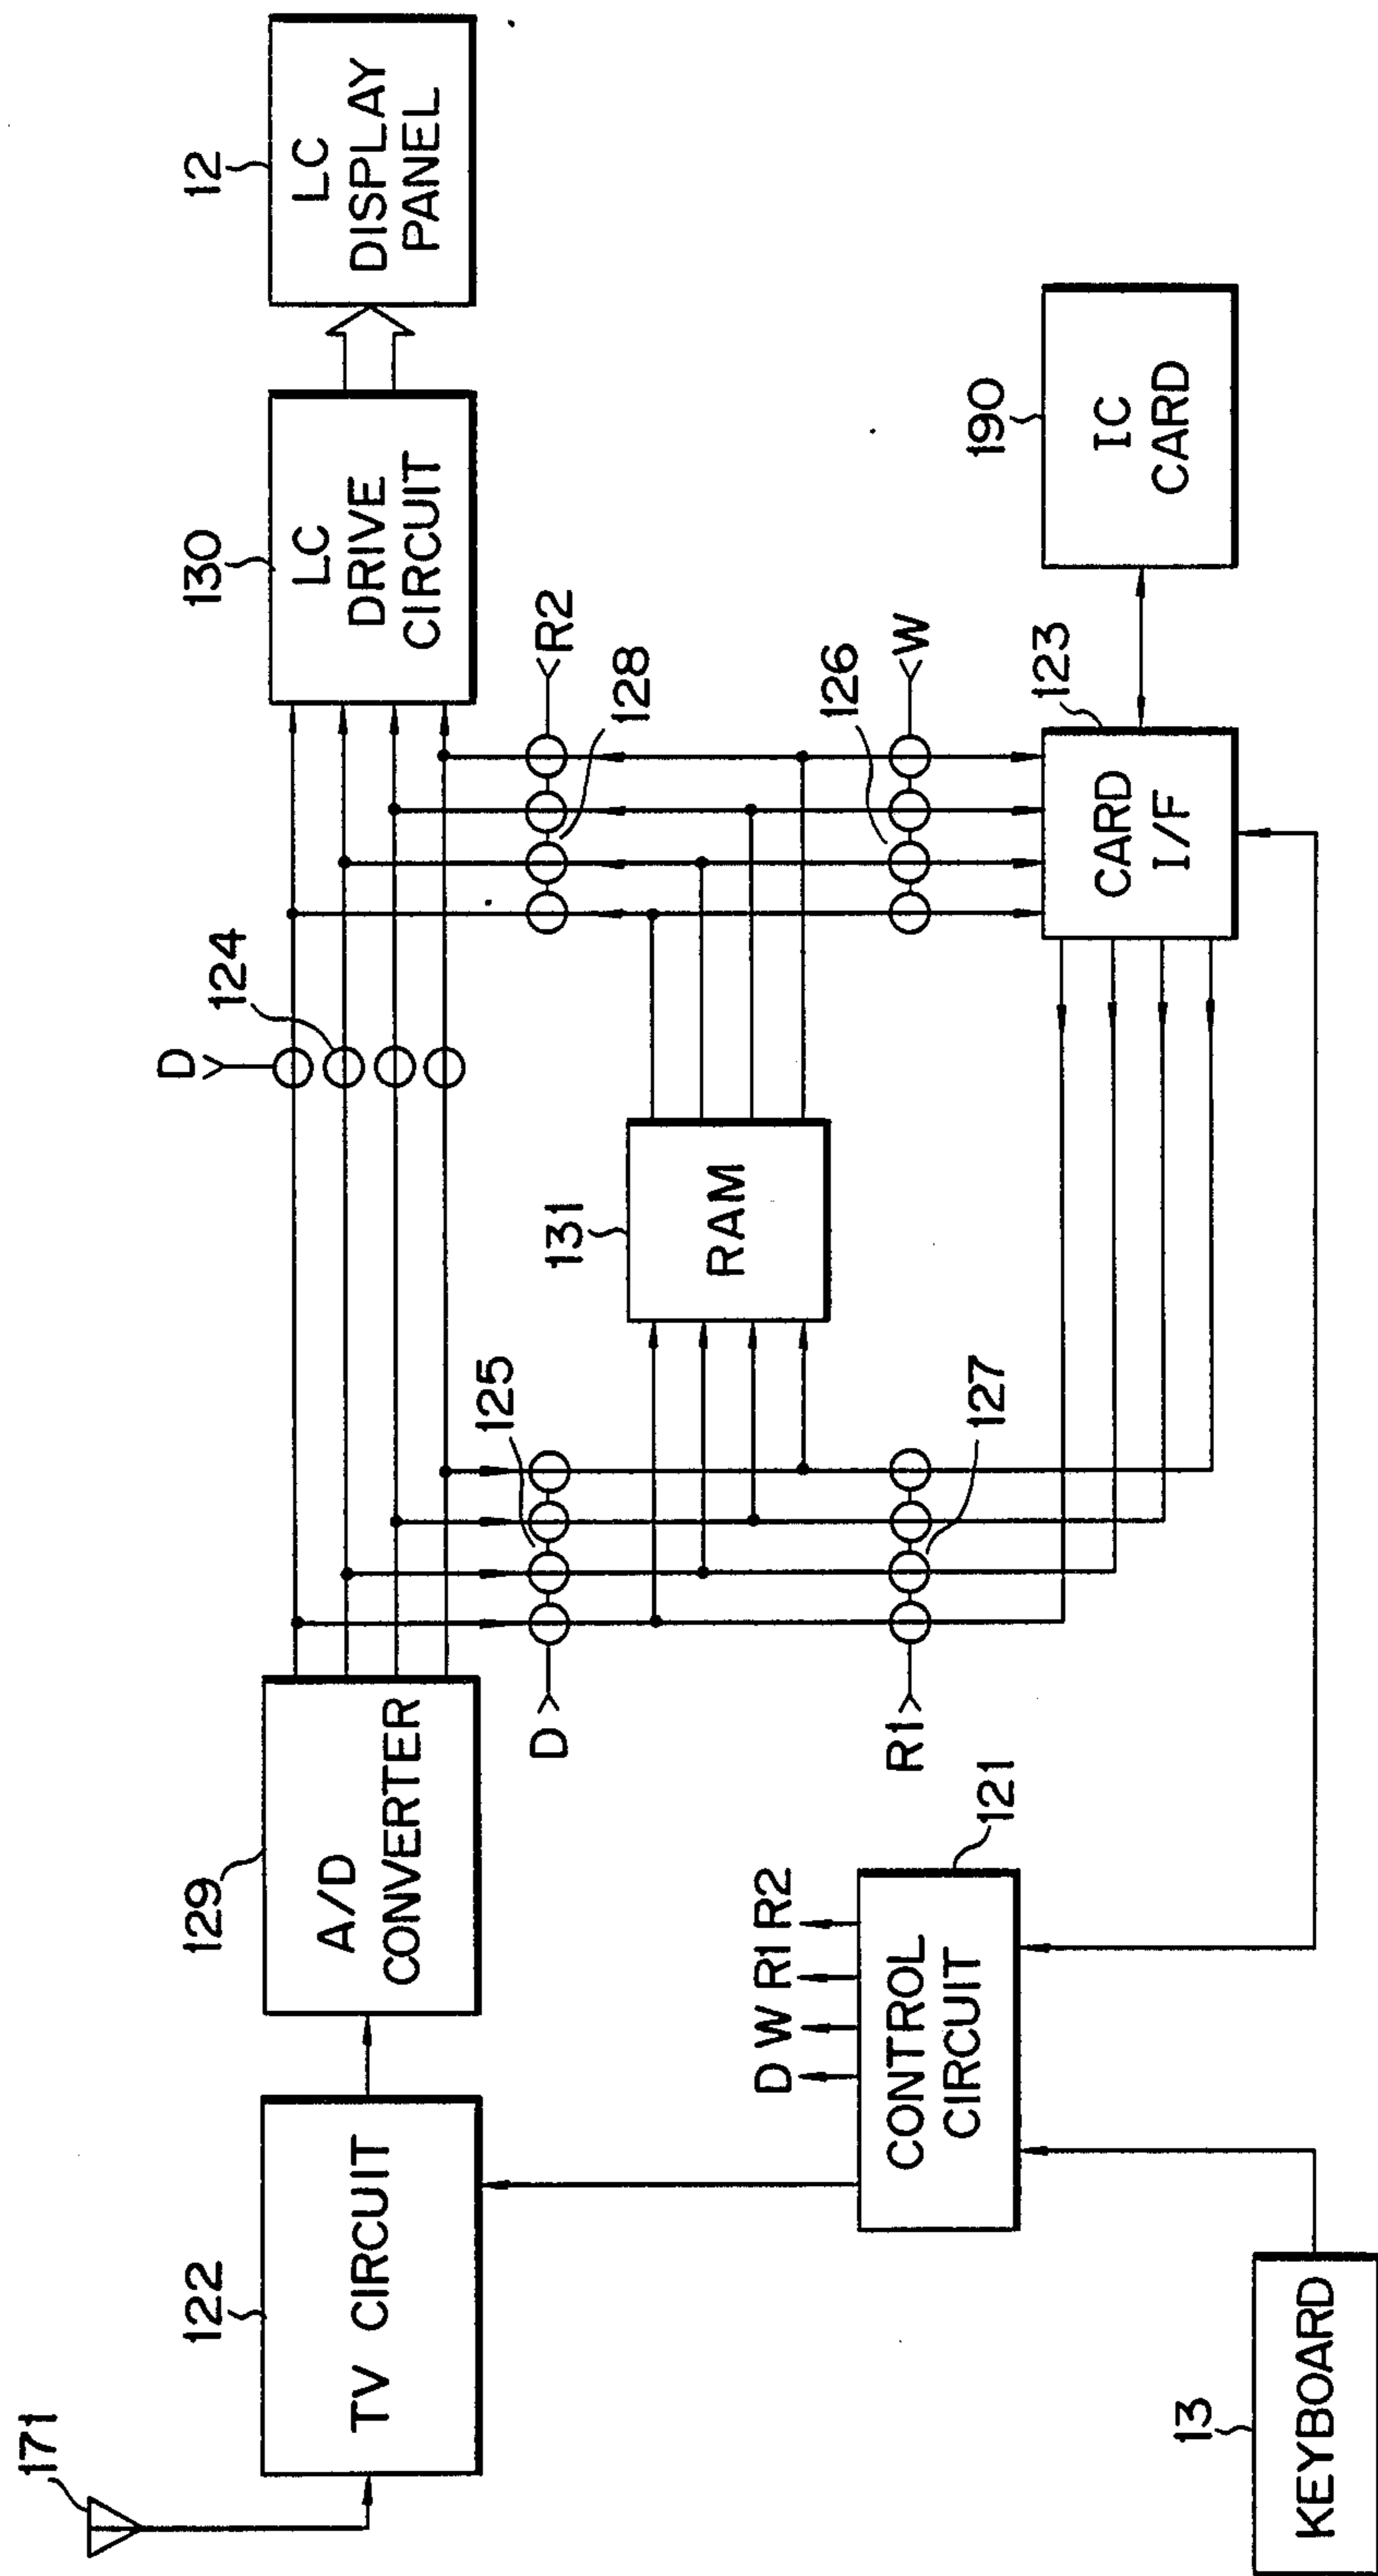 171
122
TV CIRCUIT
129
A/D
CONVERTER
D
124
130
LC
DRIVE
CIRCUIT
12
LC
DISPLAY
PANEL
D
125
131
RAM
128
R2
R1
127
126
W
D W R1 R2
121
CONTROL
CIRCUIT
123
CARD
I/F
190
IC
CARD
13
KEYBOARD